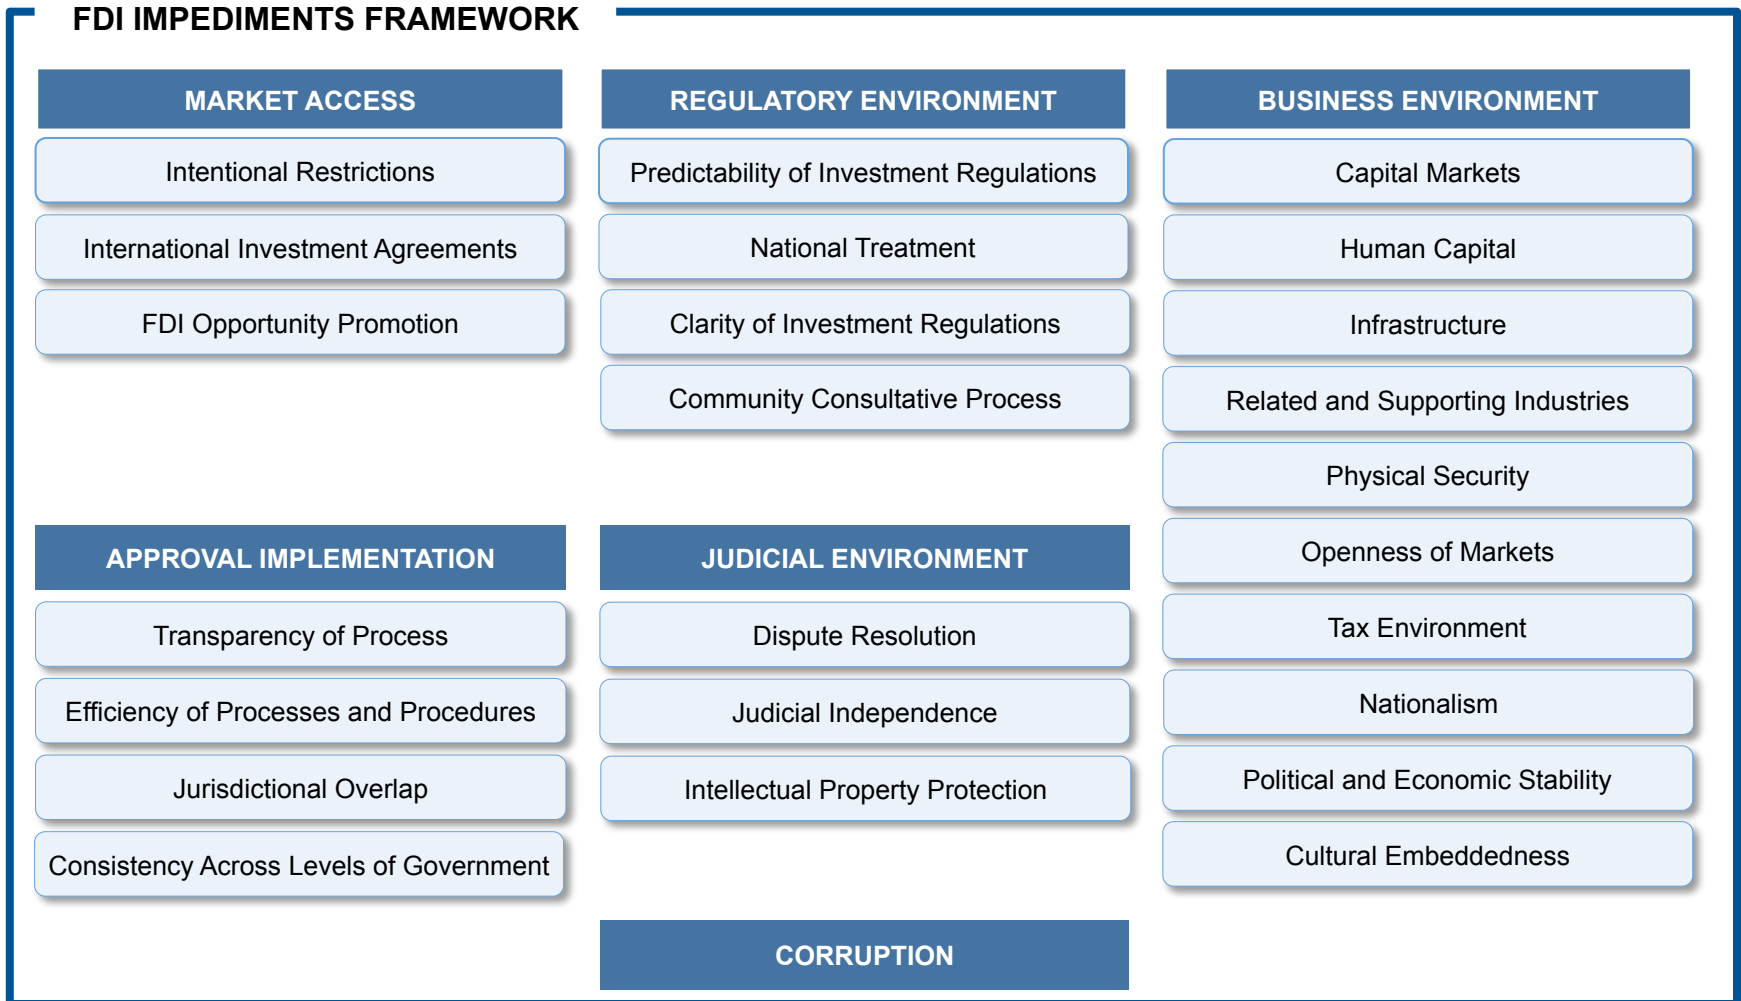 FDI IMPEDIMENTS FRAMEWORK
MARKET ACCESS
Intentional Restrictions
International Investment Agreements
FDI Opportunity Promotion
REGULATORY ENVIRONMENT
Predictability of Investment Regulations
National Treatment
Clarity of Investment Regulations
Community Consultative Process
BUSINESS ENVIRONMENT
Capital Markets
Human Capital
Infrastructure
Related and Supporting Industries
Physical Security
Openness of Markets
Tax Environment
Nationalism
Political and Economic Stability
Cultural Embeddedness
APPROVAL IMPLEMENTATION
Transparency of Process
Efficiency of Processes and Procedures
Jurisdictional Overlap
Consistency Across Levels of Government
JUDICIAL ENVIRONMENT
Dispute Resolution
Judicial Independence
Intellectual Property Protection
CORRUPTION